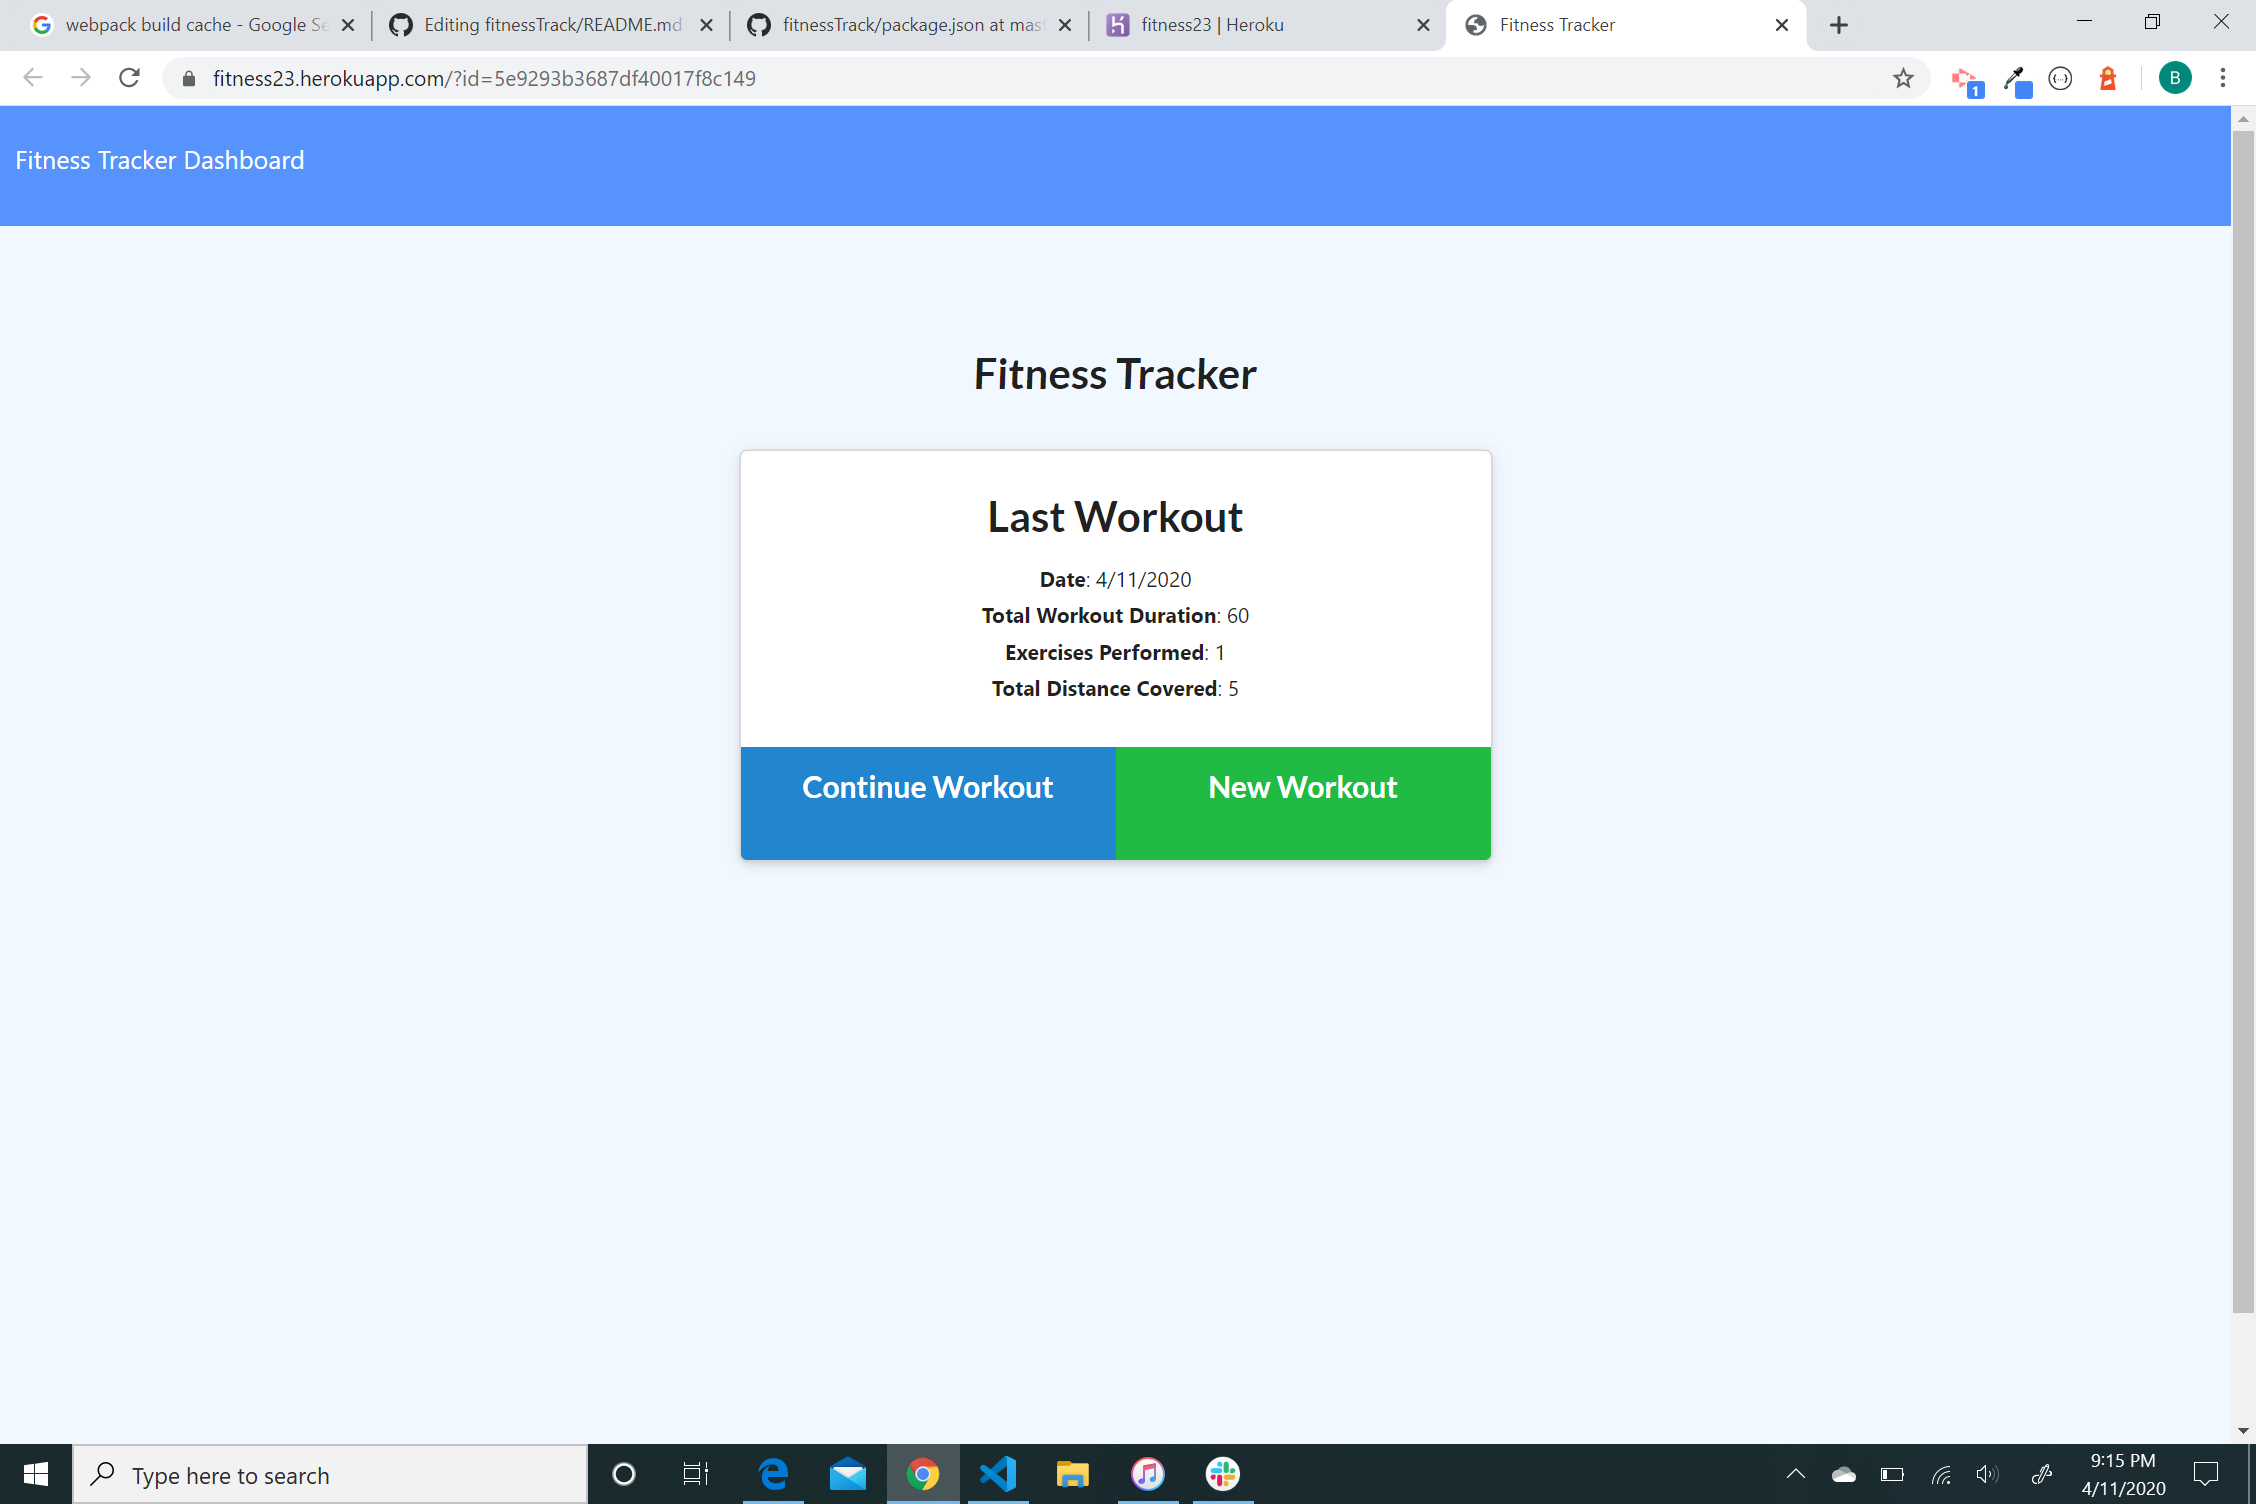 webpack build cache - Google Se
Editing fitnessTrack/README.md
fitnessTrack/package.json at mast
fitness23 | Heroku
Fitness Tracker
fitness23.herokuapp.com/?id=5e9293b3687df40017f8c149
1
B
Fitness Tracker Dashboard
Fitness Tracker
Last Workout
Date: 4/11/2020
Total Workout Duration: 60
Exercises Performed: 1
Total Distance Covered: 5
Continue Workout
New Workout
Type here to search
9:15 PM
4/11/2020